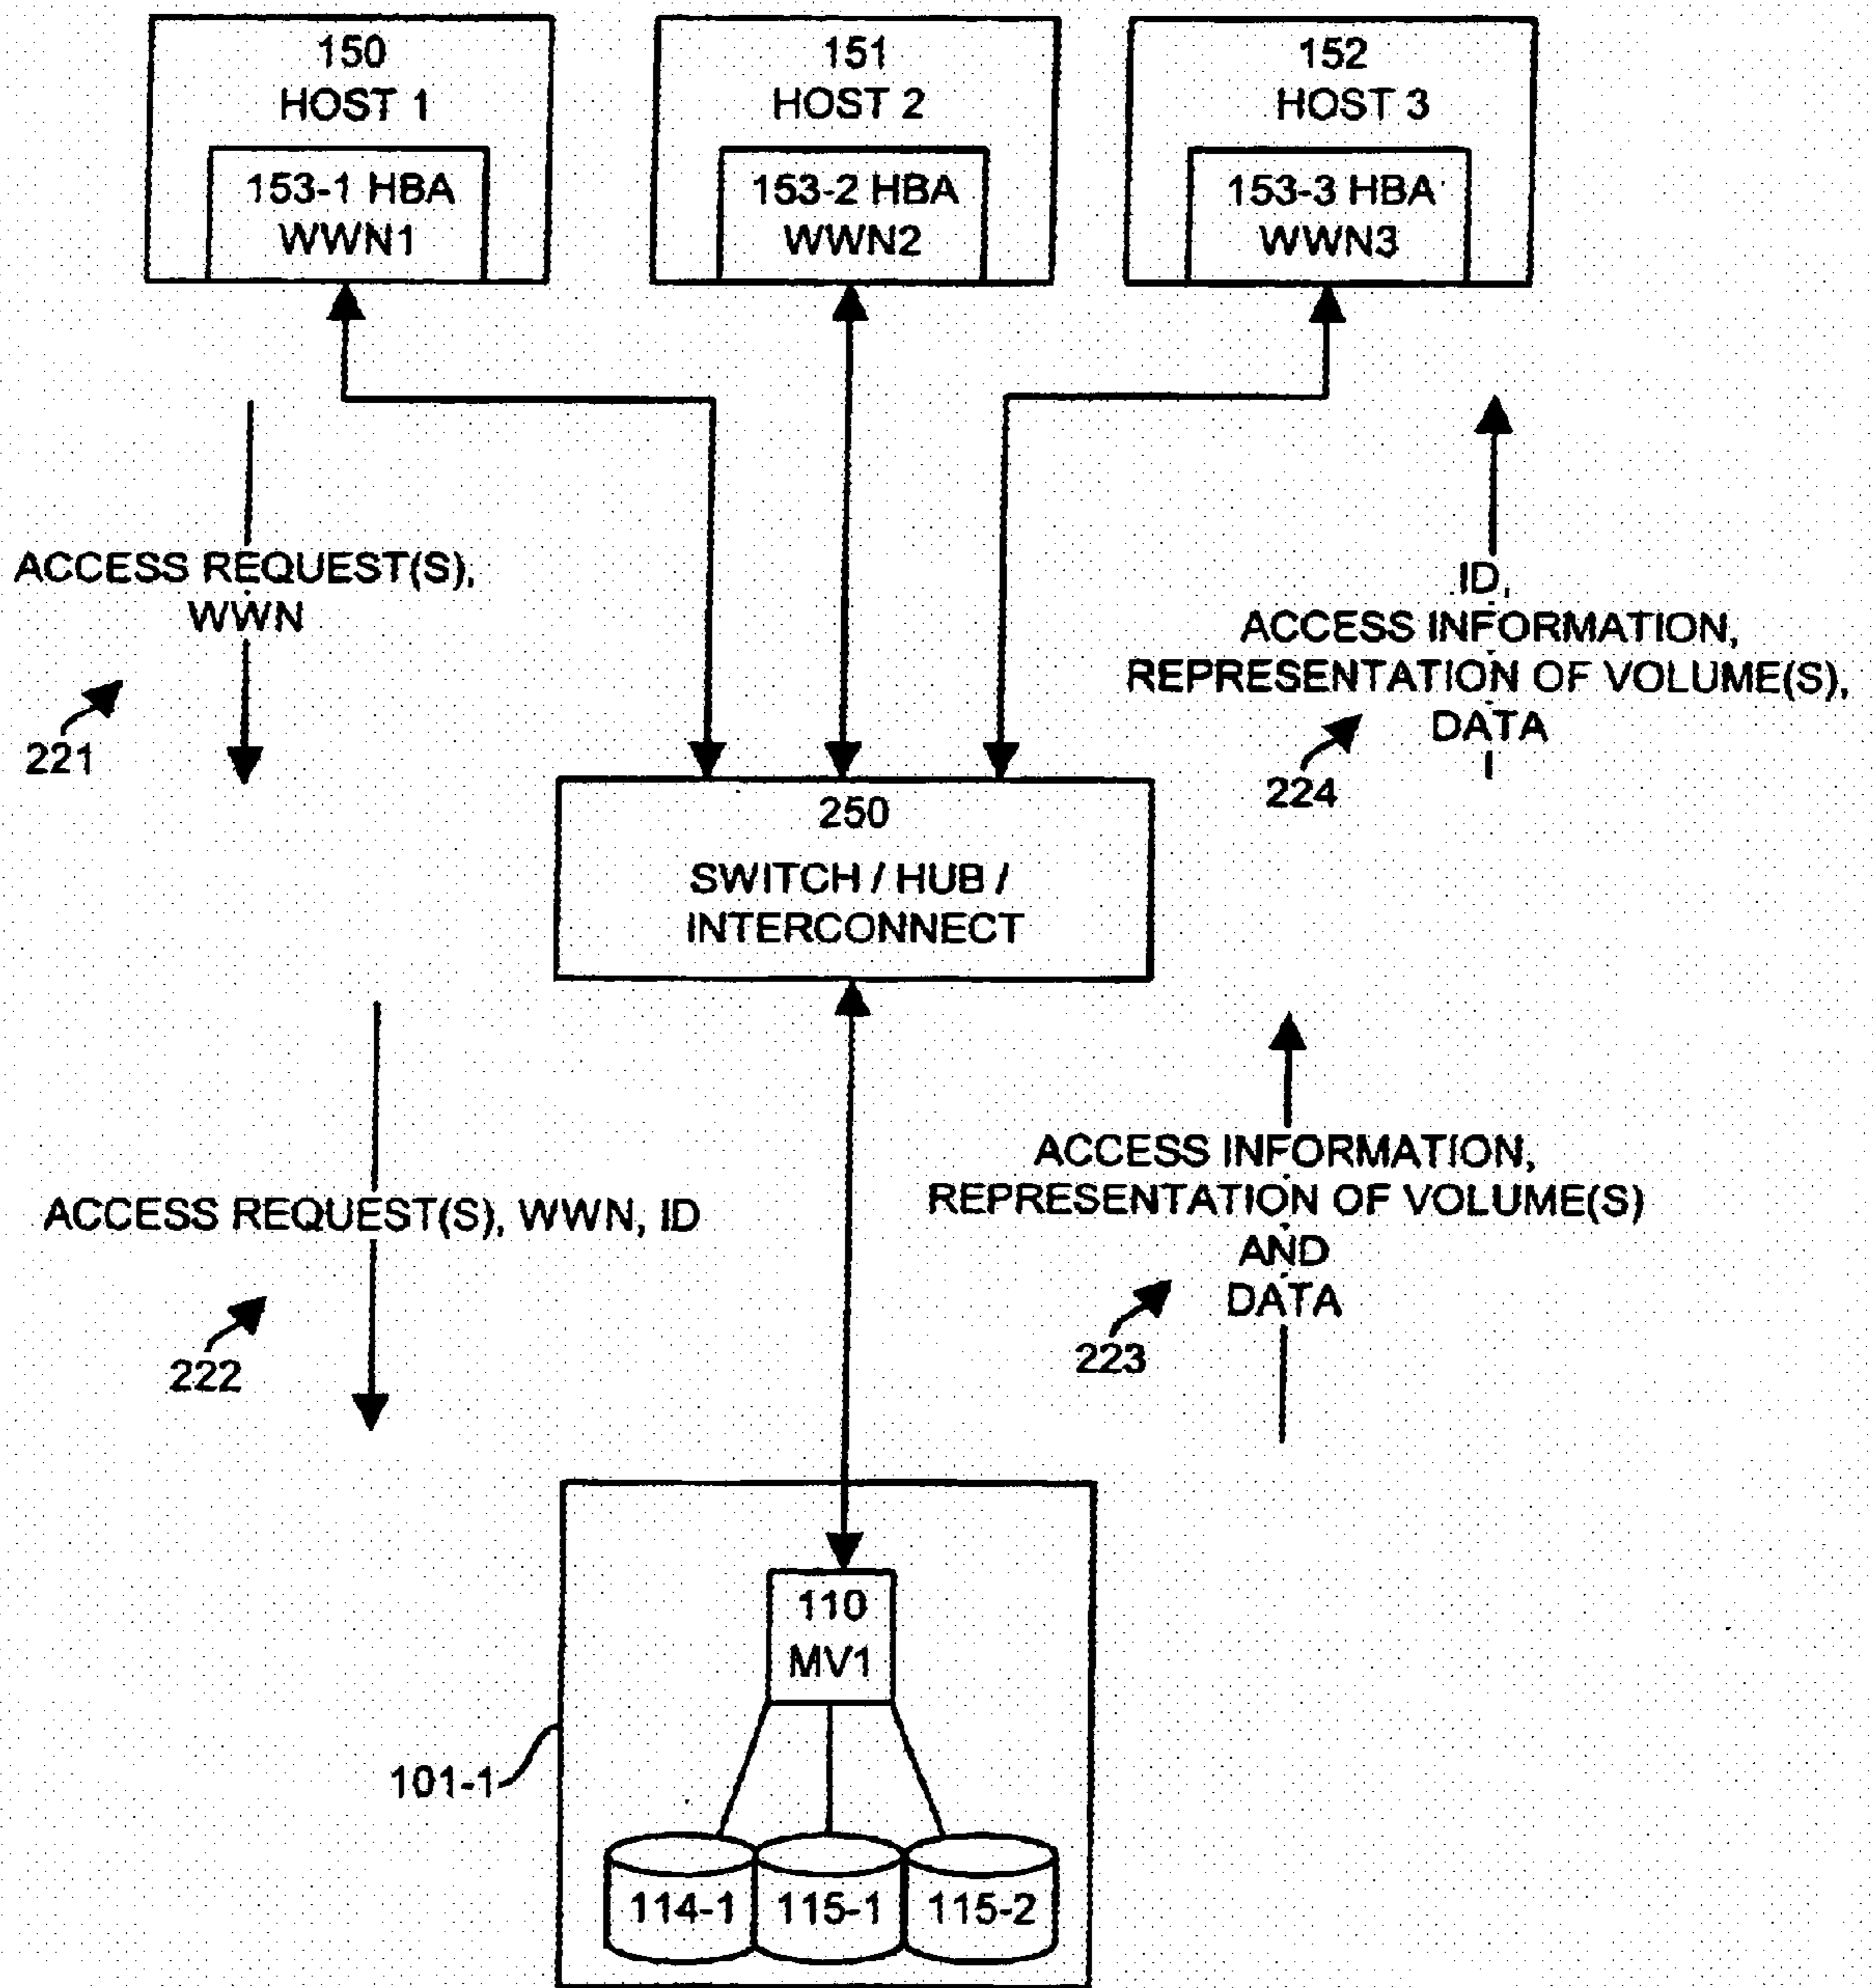 150
HOST 1
153-1 HBA
WWN1
151
HOST 2
153-2 HBA
WWN2
152
HOST 3
153-3 HBA
WWN3
ACCESS REQUEST(S),
WWN
221
ID,
ACCESS INFORMATION,
REPRESENTATION OF VOLUME(S),
DATA
224
250
SWITCH / HUB /
INTERCONNECT
ACCESS REQUEST(S), WWN, ID
222
ACCESS INFORMATION,
REPRESENTATION OF VOLUME(S)
AND
DATA
223
110
MV1
101-1
114-1
115-1
115-2